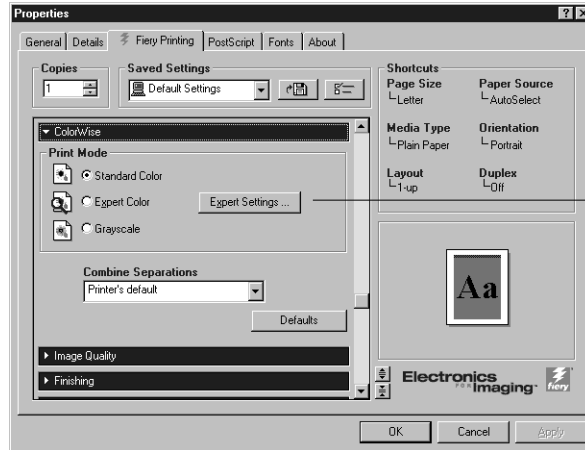 Properties
General Details Fiery Printing PostScript Fonts About
Copies
1
Saved Settings
Default Settings
Shortcuts
Page Size
Letter
Paper Source
AutoSelect
Media Type
Plain Paper
Orientation
Portrait
Layout
1-up
Duplex
Off
ColorWise
Print Mode
Standard Color
Expert Color
Expert Settings ...
Grayscale
Combine Separations
Printer's default
Defaults
Image Quality
Finishing
Aa
Electronics
FOR Imaging
fiery
OK Cancel Apply